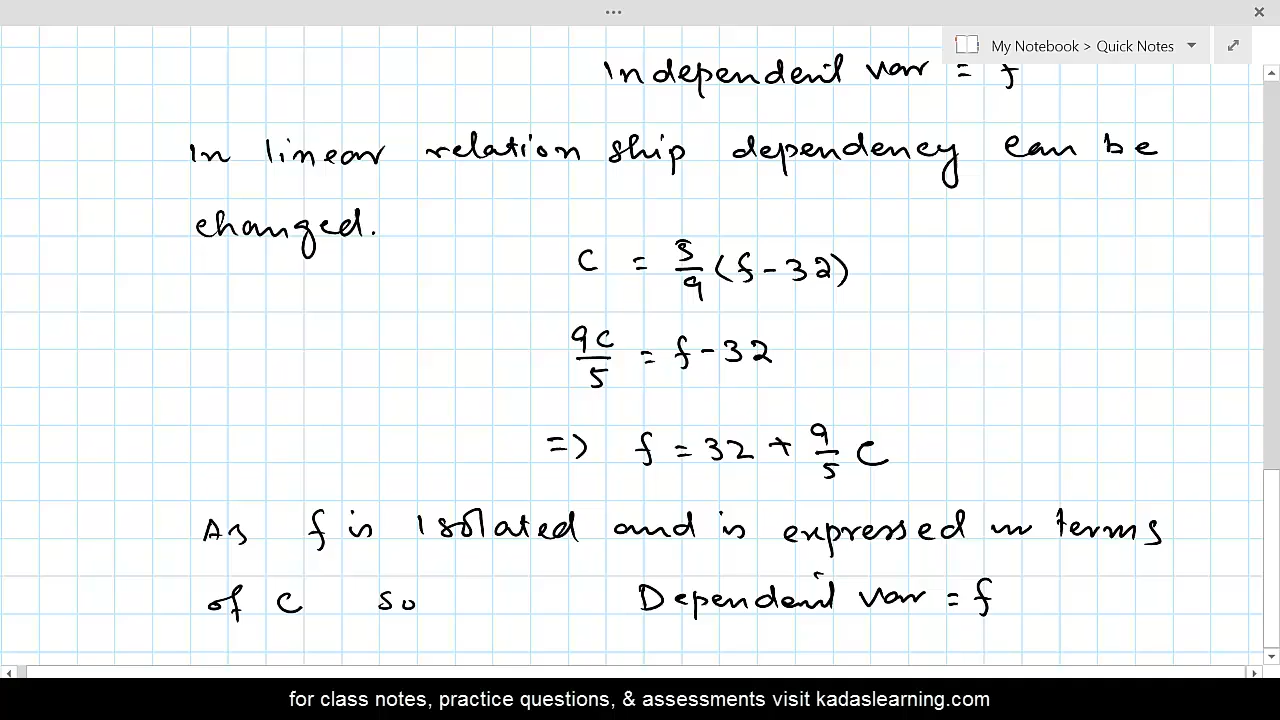 My Notebook > Quick Notes
Independent var = f
In linear relation ship dependency can be
changed.
C = 5/9 (f - 32)
9C/5 = f - 32
=> f = 32 + 9/5 C
As f is isolated and is expressed in terms
of C so Dependent var = f
for class notes, practice questions, & assessments visit kadaslearning.com